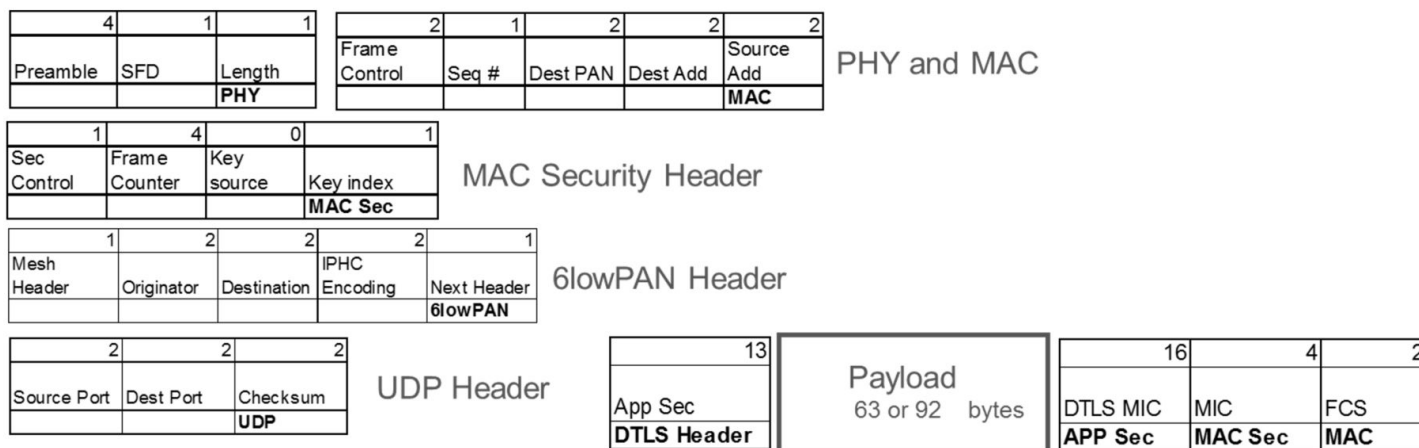 4 1 1
Preamble SFD Length
PHY
2 1 2 2 2
Frame Source
Control Seq # Dest PAN Dest Add Add
MAC
PHY and MAC
1 4 0 1
Sec Frame Key
Control Counter source Key index
MAC Sec
MAC Security Header
1 2 2 2 1
Mesh IPHC
Header Originator Destination Encoding Next Header
6lowPAN
6lowPAN Header
2 2 2
Source Port Dest Port Checksum
UDP
UDP Header
13
App Sec
DTLS Header
Payload
63 or 92 bytes
16 4 2
DTLS MIC MIC FCS
APP Sec MAC Sec MAC